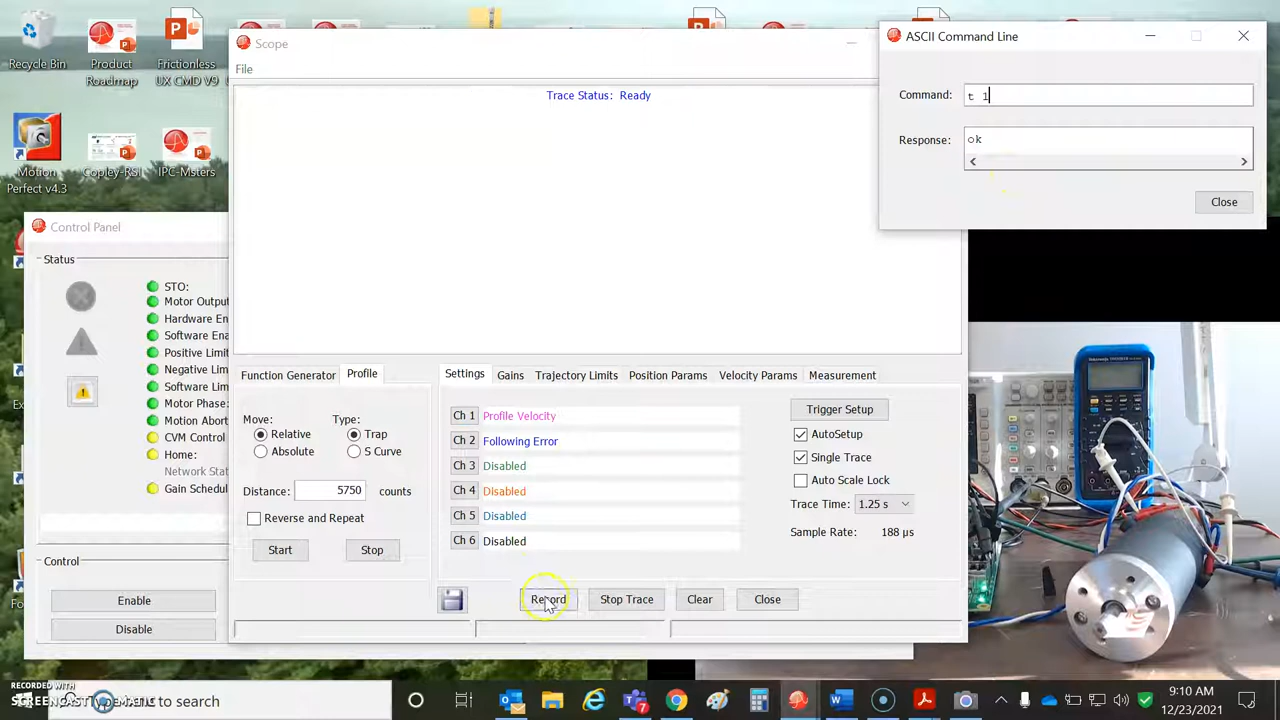 Recycle Bin
Product
Roadmap
Frictionless
UX CMD V9
Scope
File
Trace Status: Ready
ASCII Command Line
Command:
t 1
Response:
ok
Close
Motion
Perfect v4.3
Copley-RSI
IPC-Msters
Control Panel
Status
STO:
Motor Output
Hardware En
Software Ena
Positive Limit
Negative Lim
Software Lim
Motor Phase:
Motion Abort
CVM Control
Home:
Network Stat
Gain Schedul
Control
Enable
Disable
Function Generator
Profile
Settings
Gains
Trajectory Limits
Position Params
Velocity Params
Measurement
Move:
Type:
Relative
Trap
Absolute
S Curve
Distance:
5750
counts
Reverse and Repeat
Start
Stop
Ch 1
Profile Velocity
Ch 2
Following Error
Ch 3
Disabled
Ch 4
Disabled
Ch 5
Disabled
Ch 6
Disabled
Trigger Setup
AutoSetup
Single Trace
Auto Scale Lock
Trace Time:
1.25 s
Sample Rate:
188 µs
Record
Stop Trace
Clear
Close
RECORDED WITH
SCREENCAST-O-MATIC
to search
9:10 AM
12/23/2021